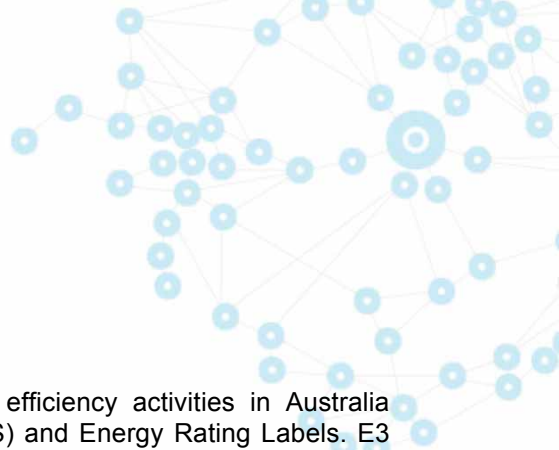 efficiency activities in Australia
S) and Energy Rating Labels. E3